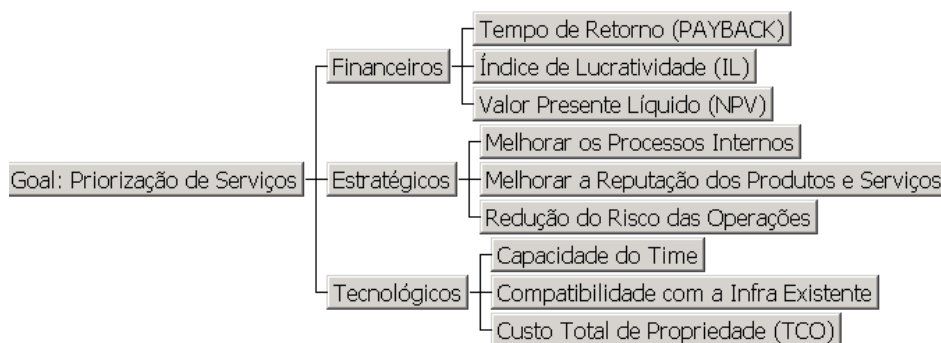 Tempo de Retorno (PAYBACK)
Financeiros
Índice de Lucratividade (IL)
Valor Presente Líquido (NPV)
Melhorar os Processos Internos
Goal: Priorização de Serviços
Estratégicos
Melhorar a Reputação dos Produtos e Serviços
Redução do Risco das Operações
Capacidade do Time
Tecnológicos
Compatibilidade com a Infra Existente
Custo Total de Propriedade (TCO)